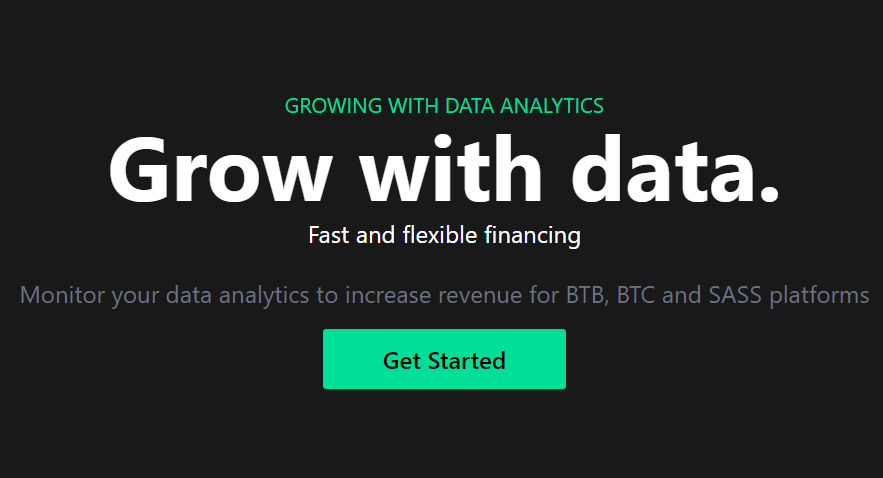 GROWING WITH DATA ANALYTICS
Grow with data.
Fast and flexible financing
Monitor your data analytics to increase revenue for BTB, BTC and SASS platforms
Get Started